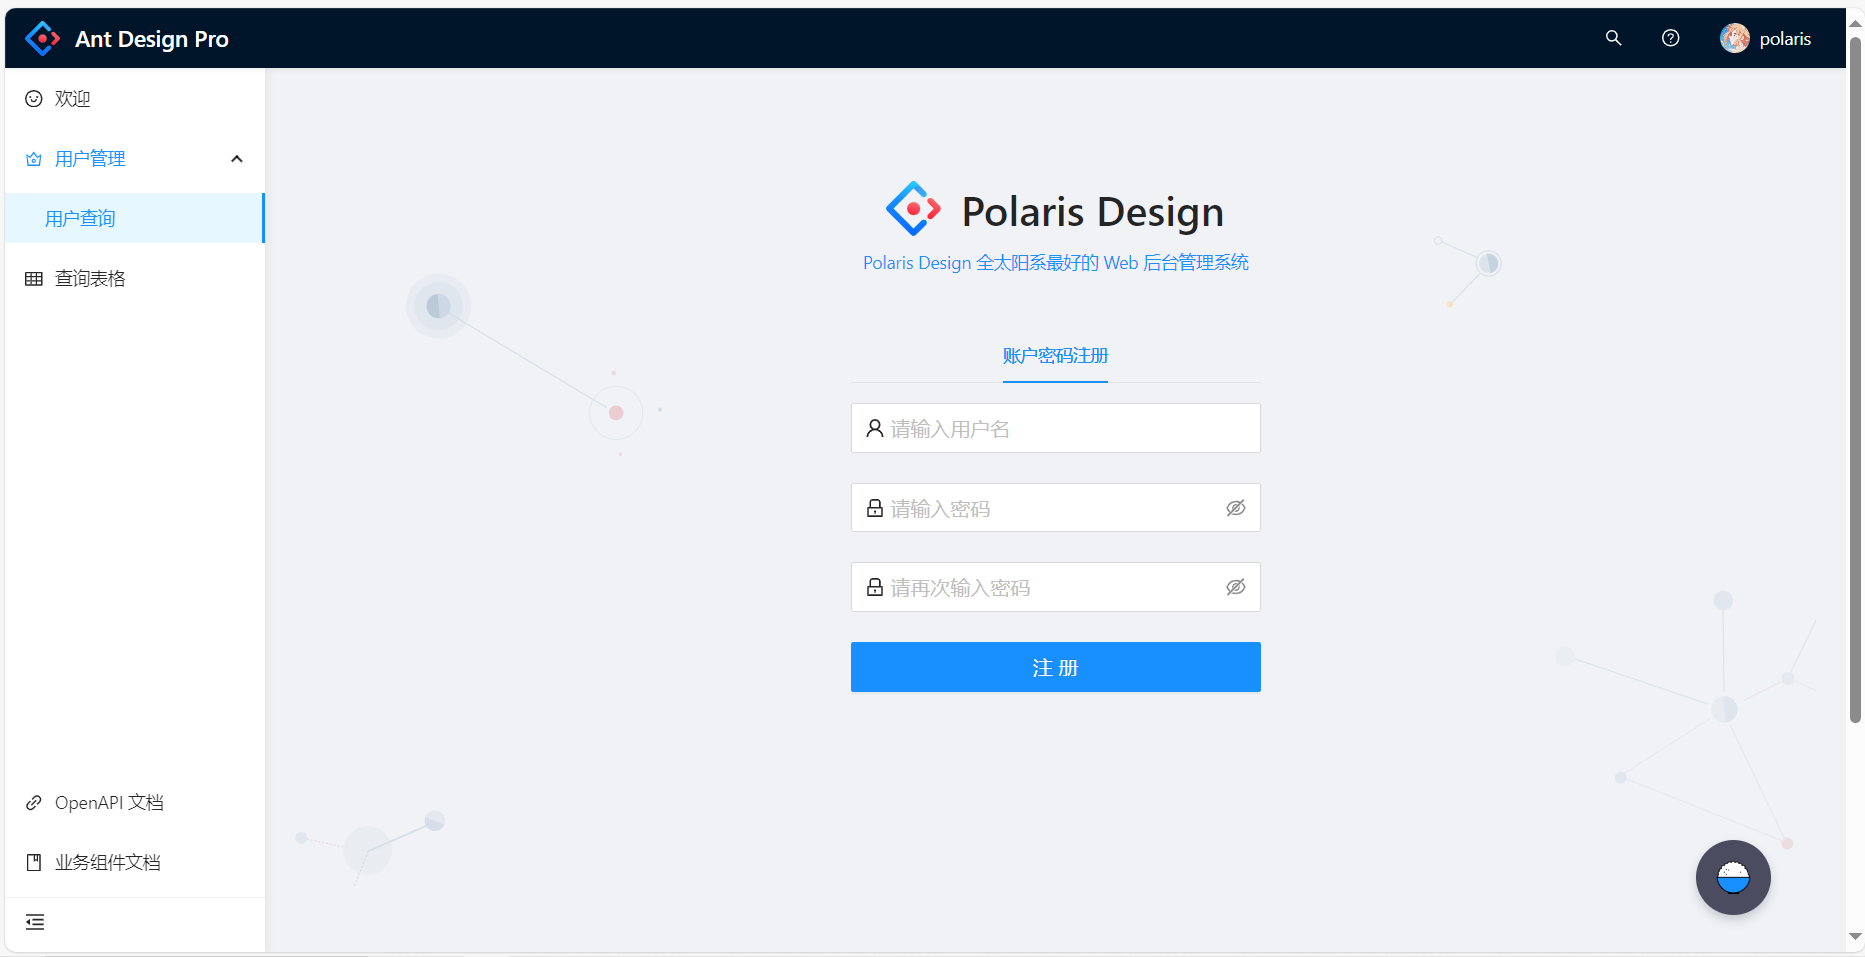 Ant Design Pro
polaris
欢迎
用户管理
用户查询
查询表格
OpenAPI 文档
业务组件文档
Polaris Design
Polaris Design 全太阳系最好的 Web 后台管理系统
账户密码注册
请输入用户名
请输入密码
请再次输入密码
注 册